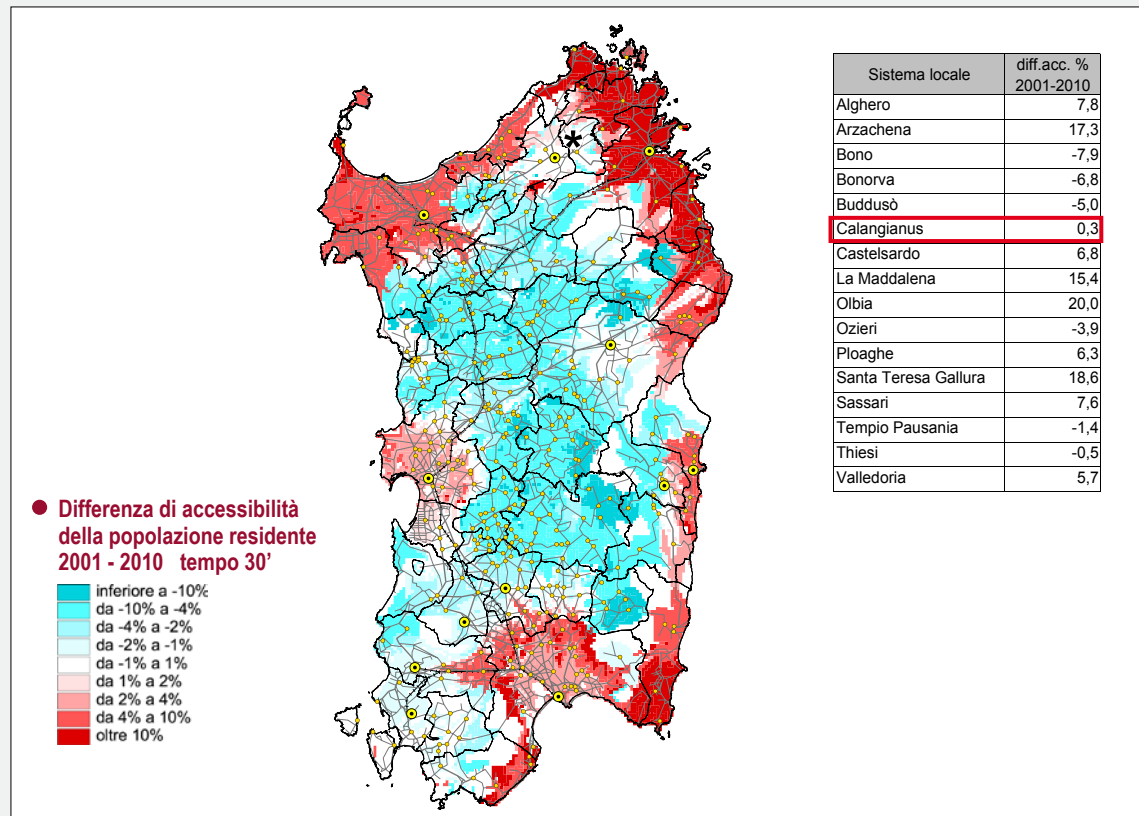 Sistema locale diff.acc. % 2001-2010
Alghero 7,8
Arzachena 17,3
Bono -7,9
Bonorva -6,8
Buddusò -5,0
Calangianus 0,3
Castelsardo 6,8
La Maddalena 15,4
Olbia 20,0
Ozieri -3,9
Ploaghe 6,3
Santa Teresa Gallura 18,6
Sassari 7,6
Tempio Pausania -1,4
Thiesi -0,5
Valledoria 5,7
*
Differenza di accessibilità
della popolazione residente
2001 - 2010 tempo 30'
inferiore a -10%
da -10% a -4%
da -4% a -2%
da -2% a -1%
da -1% a 1%
da 1% a 2%
da 2% a 4%
da 4% a 10%
oltre 10%